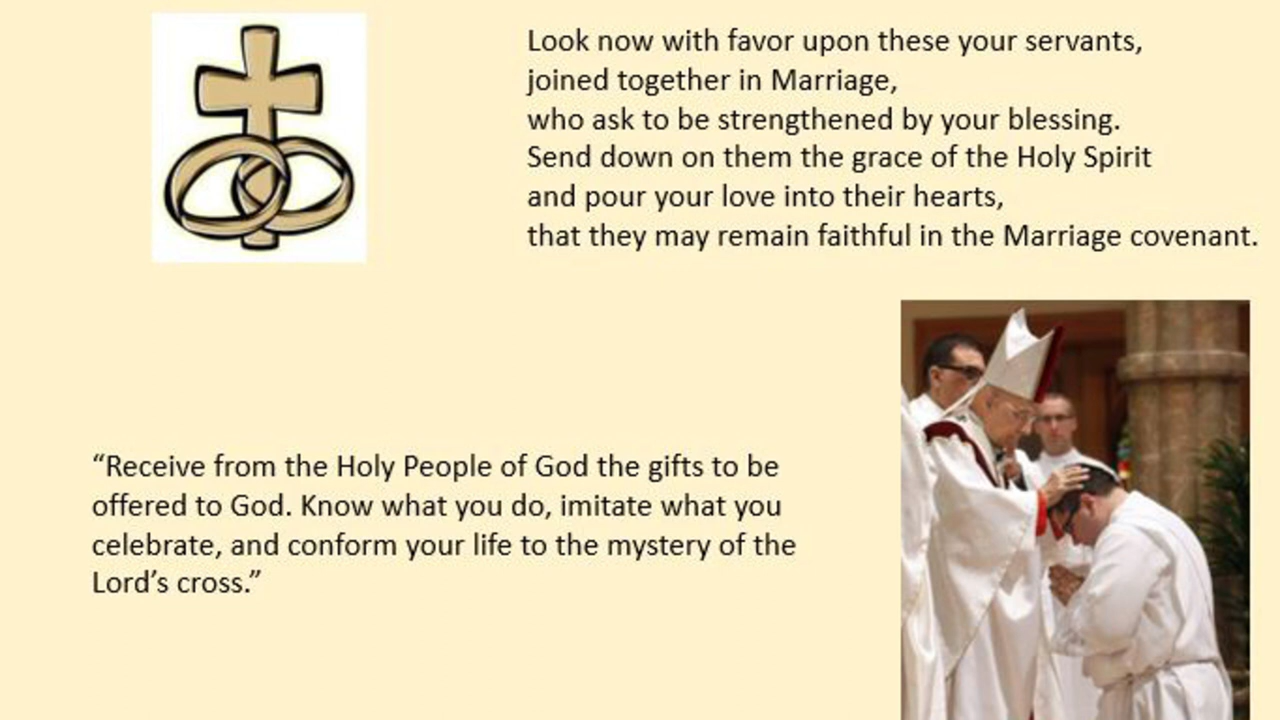 Look now with favor upon these your servants,
joined together in Marriage,
who ask to be strengthened by your blessing.
Send down on them the grace of the Holy Spirit
and pour your love into their hearts,
that they may remain faithful in the Marriage covenant.
“Receive from the Holy People of God the gifts to be
offered to God. Know what you do, imitate what you
celebrate, and conform your life to the mystery of the
Lord’s cross.”